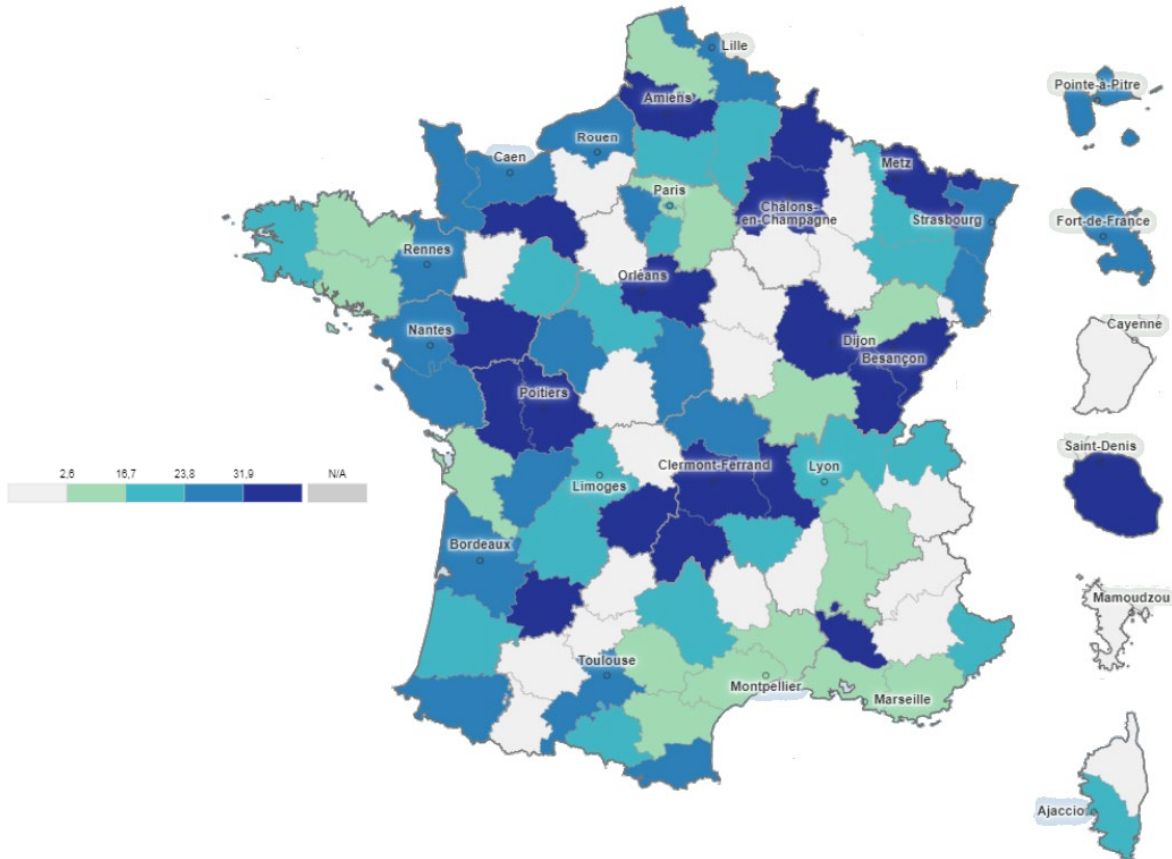 Lille
Amiens
Rouen
Caen
Paris
Metz
Châlons-
en-Champagne
Strasbourg
Rennes
Orléans
Nantes
Dijon
Besançon
Poitiers
2,6 16,7 23,8 31,9 N/A
Clermont-Ferrand
Lyon
Limoges
Bordeaux
Toulouse
Montpellier
Marseille
Pointe-à-Pitre
Fort-de-France
Cayenne
Saint-Denis
Mamoudzou
Ajaccio